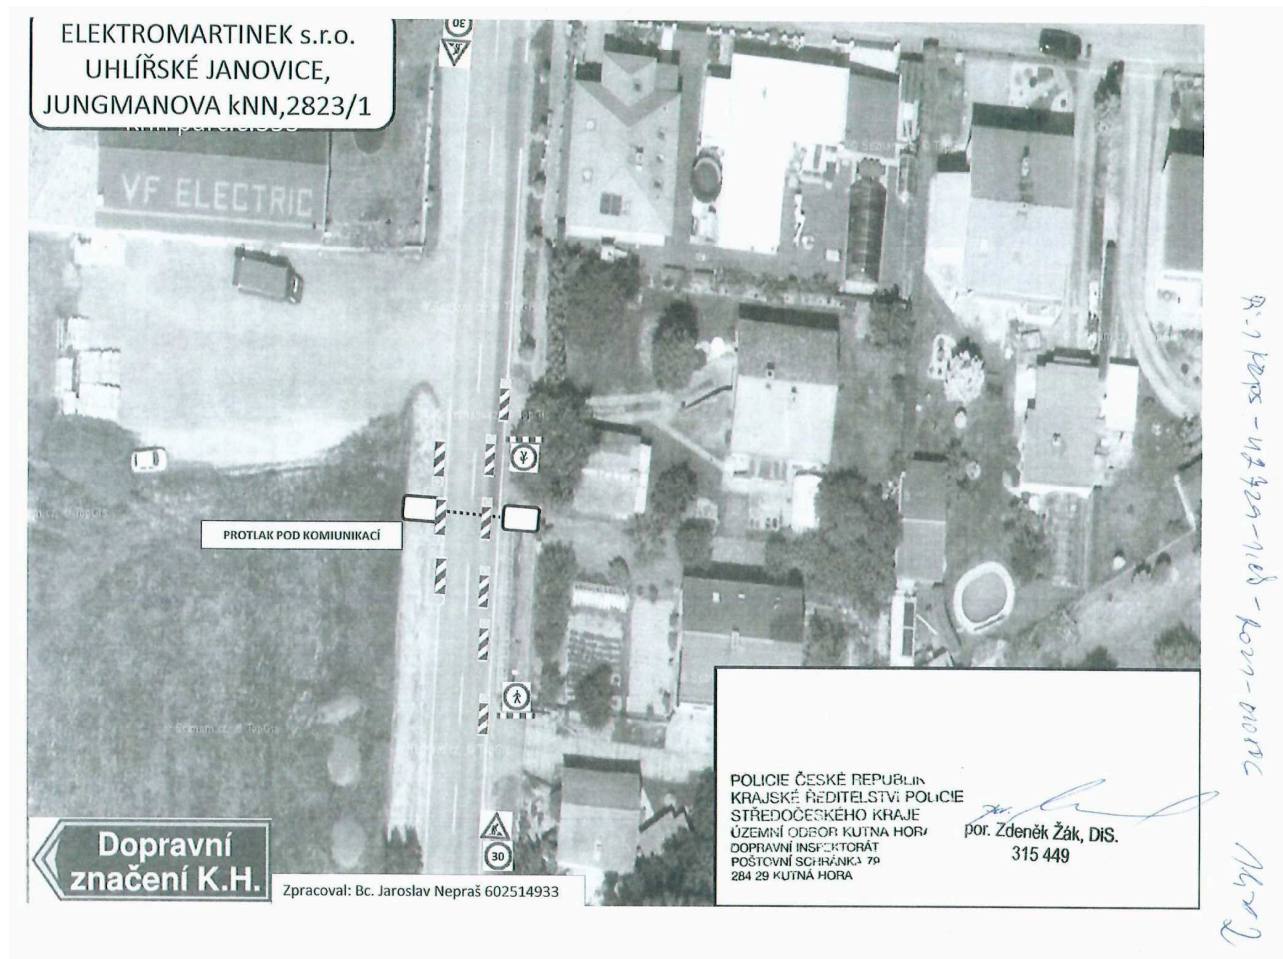 ELEKTROMARTINEK s.r.o.
UHLÍŘSKÉ JANOVICE,
JUNGMANOVA kNN,2823/1
30
VF ELECTRIC
PROTLAK POD KOMIUNIKACÍ
30
Dopravní
značení K.H.
Zpracoval: Bc. Jaroslav Nepraš 602514933
POLICIE ČESKÉ REPUBLIK
KRAJSKÉ ŘEDITELSTVÍ POLICIE
STŘEDOČESKÉHO KRAJE
ÚZEMNÍ ODBOR KUTNÁ HORA
DOPRAVNÍ INSPEKTORÁT
POŠTOVNÍ SCHRÁNKA 79
284 29 KUTNÁ HORA
por. Zdeněk Žák, DiS.
315 449